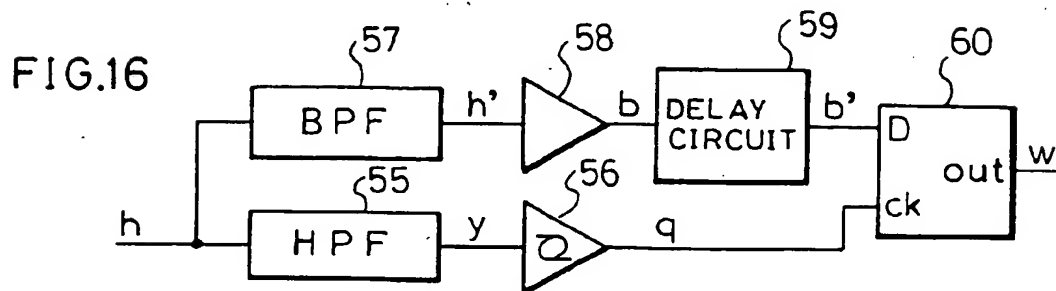 FIG.16
57
BPF
h'
58
b
59
DELAY
CIRCUIT
b'
60
D
out
ck
w
h
55
HPF
y
56
q